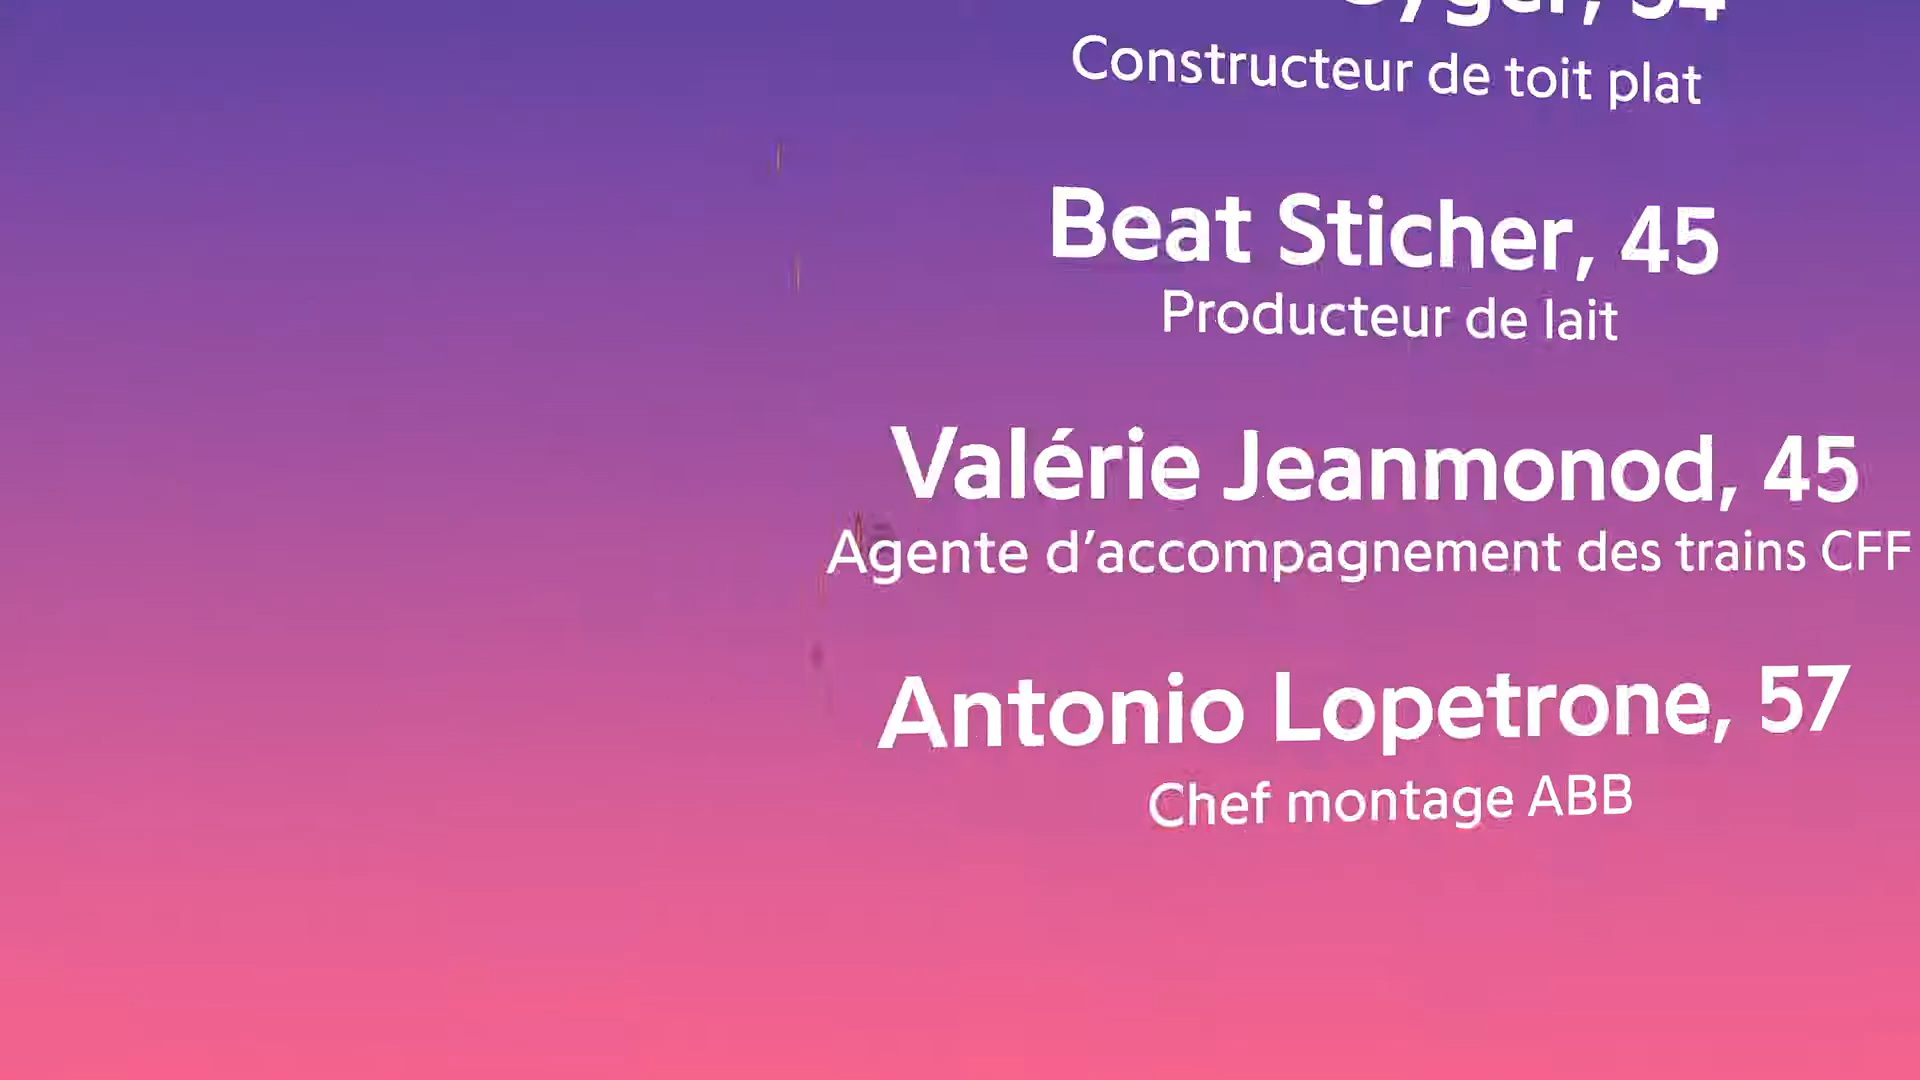 Constructeur de toit plat
Beat Sticher, 45
Producteur de lait
Valérie Jeanmonod, 45
Agente d’accompagnement des trains CFF
Antonio Lopetrone, 57
Chef montage ABB